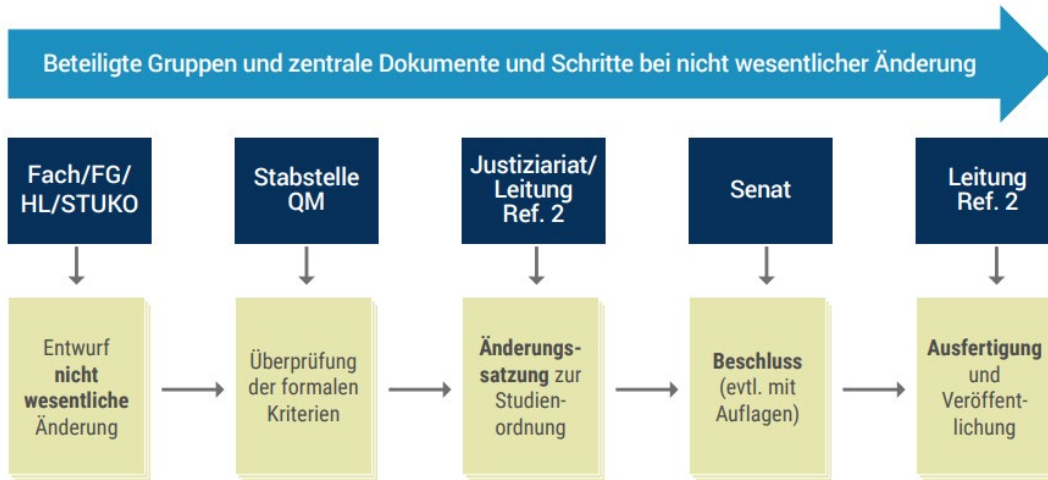 Beteiligte Gruppen und zentrale Dokumente und Schritte bei nicht wesentlicher Änderung
Fach/FG/
HL/STUKO
Stabstelle
QM
Justiziariat/
Leitung
Ref. 2
Senat
Leitung
Ref. 2
Entwurf
nicht
wesentliche
Änderung
Überprüfung
der formalen
Kriterien
Änderungs-
satzung zur
Studien-
ordnung
Beschluss
(evtl. mit
Auflagen)
Ausfertigung
und
Veröffent-
lichung